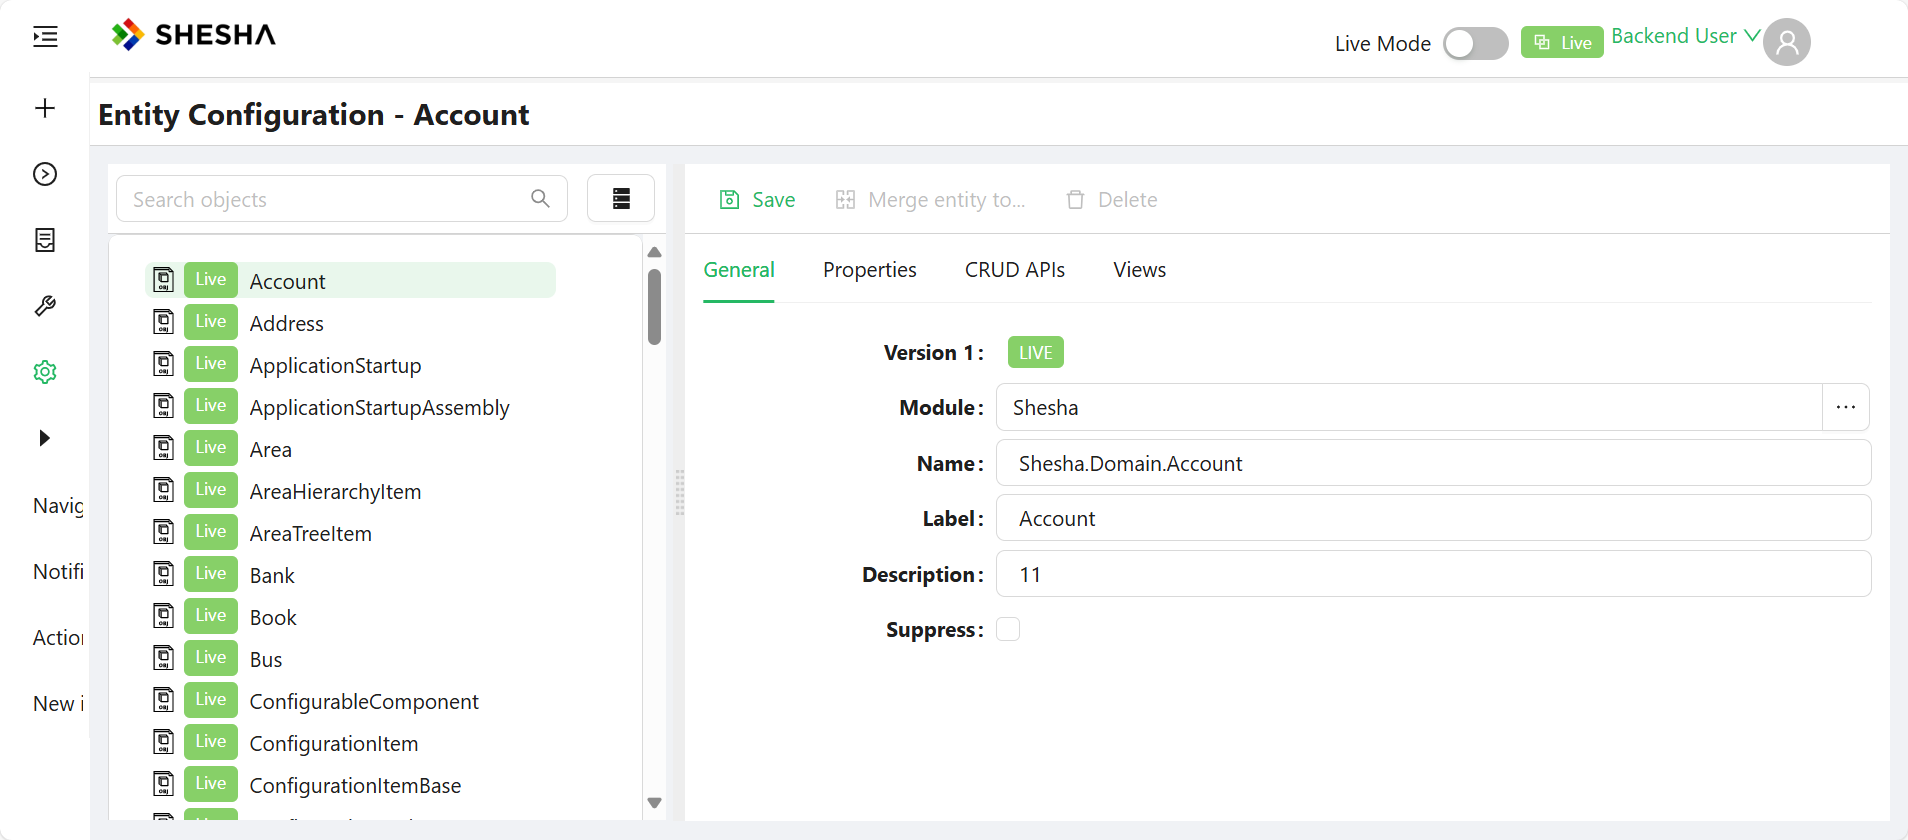 SHESHA
Live Mode
Live
Backend User
Entity Configuration - Account
Search objects
Live Account
Live Address
Live ApplicationStartup
Live ApplicationStartupAssembly
Live Area
Live AreaHierarchyItem
Live AreaTreeItem
Live Bank
Live Book
Live Bus
Live ConfigurableComponent
Live ConfigurationItem
Live ConfigurationItemBase
Navig
Notifi
Action
New i
Save
Merge entity to...
Delete
General
Properties
CRUD APIs
Views
Version 1: LIVE
Module: Shesha ...
Name: Shesha.Domain.Account
Label: Account
Description: 11
Suppress: